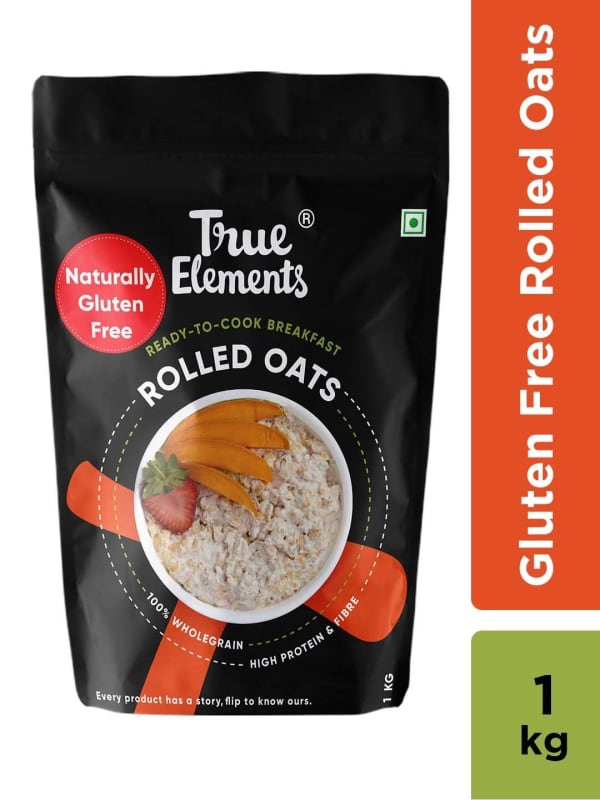 True ®
Elements
Naturally
Gluten
Free
READY-TO-COOK BREAKFAST
ROLLED OATS
100% WHOLEGRAIN
HIGH PROTEIN & FIBRE
Every product has a story, flip to know ours.
1 KG
Gluten Free Rolled Oats
1
kg